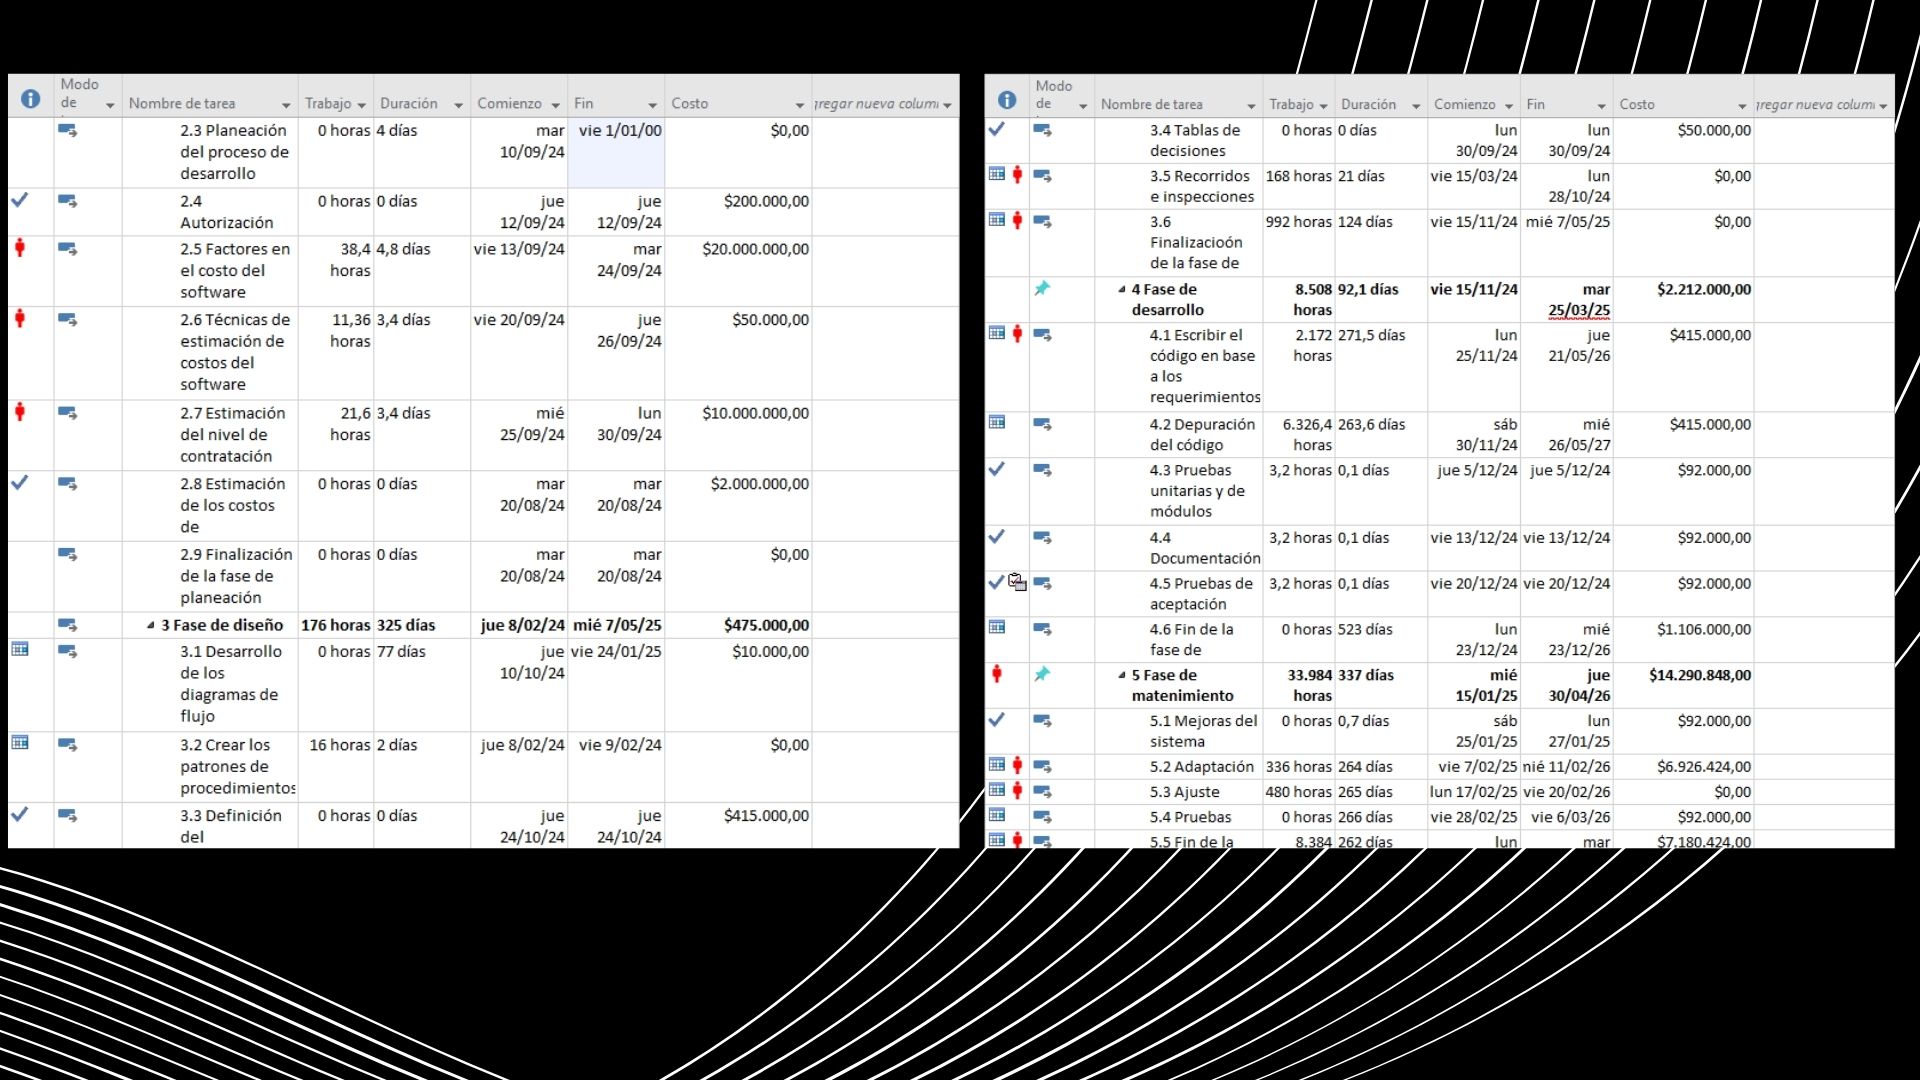 Modo de
Nombre de tarea Trabajo Duración Comienzo Fin Costo gregar nueva colum
2.3 Planeación 0 horas 4 días mar vie 1/01/00 $0,00
del proceso de 10/09/24
desarrollo
2.4 0 horas 0 días jue jue $200.000,00
Autorización 12/09/24 12/09/24
2.5 Factores en 38,4 4,8 días vie 13/09/24 mar $20.000.000,00
el costo del horas 24/09/24
software
2.6 Técnicas de 11,36 3,4 días vie 20/09/24 jue $50.000,00
estimación de horas 26/09/24
costos del
software
2.7 Estimación 21,6 3,4 días mié lun $10.000.000,00
del nivel de horas 25/09/24 30/09/24
contratación
2.8 Estimación 0 horas 0 días mar mar $2.000.000,00
de los costos 20/08/24 20/08/24
de
2.9 Finalización 0 horas 0 días mar mar $0,00
de la fase de 20/08/24 20/08/24
planeación
3 Fase de diseño 176 horas 325 días jue 8/02/24 mié 7/05/25 $475.000,00
3.1 Desarrollo 0 horas 77 días jue vie 24/01/25 $10.000,00
de los 10/10/24
diagramas de
flujo
3.2 Crear los 16 horas 2 días jue 8/02/24 vie 9/02/24 $0,00
patrones de
procedimientos
3.3 Definición 0 horas 0 días jue jue $415.000,00
del 24/10/24 24/10/24
Modo de
Nombre de tarea Trabajo Duración Comienzo Fin Costo gregar nueva colum
3.4 Tablas de 0 horas 0 días lun lun $50.000,00
decisiones 30/09/24 30/09/24
3.5 Recorridos 168 horas 21 días vie 15/03/24 lun $0,00
e inspecciones 28/10/24
3.6 992 horas 124 días vie 15/11/24 mié 7/05/25 $0,00
Finalizacioón
de la fase de
4 Fase de 8.508 92,1 días vie 15/11/24 mar $2.212.000,00
desarrollo horas 25/03/25
4.1 Escribir el 2.172 271,5 días lun jue $415.000,00
código en base horas 25/11/24 21/05/26
a los
requerimientos
4.2 Depuración 6.326,4 263,6 días sáb mié $415.000,00
del código horas 30/11/24 26/05/27
4.3 Pruebas 3,2 horas 0,1 días jue 5/12/24 jue 5/12/24 $92.000,00
unitarias y de
módulos
4.4 3,2 horas 0,1 días vie 13/12/24 vie 13/12/24 $92.000,00
Documentación
4.5 Pruebas de 3,2 horas 0,1 días vie 20/12/24 vie 20/12/24 $92.000,00
aceptación
4.6 Fin de la 0 horas 523 días lun mié $1.106.000,00
fase de 23/12/24 23/12/26
5 Fase de 33.984 337 días mié jue $14.290.848,00
matenimiento horas 15/01/25 30/04/26
5.1 Mejoras del 0 horas 0,7 días sáb lun $92.000,00
sistema 25/01/25 27/01/25
5.2 Adaptación 336 horas 264 días vie 7/02/25 mié 11/02/26 $6.926.424,00
5.3 Ajuste 480 horas 265 días lun 17/02/25 vie 20/02/26 $0,00
5.4 Pruebas 0 horas 266 días vie 28/02/25 vie 6/03/26 $92.000,00
5.5 Fin de la 8.384 262 días lun mar $7.180.424,00